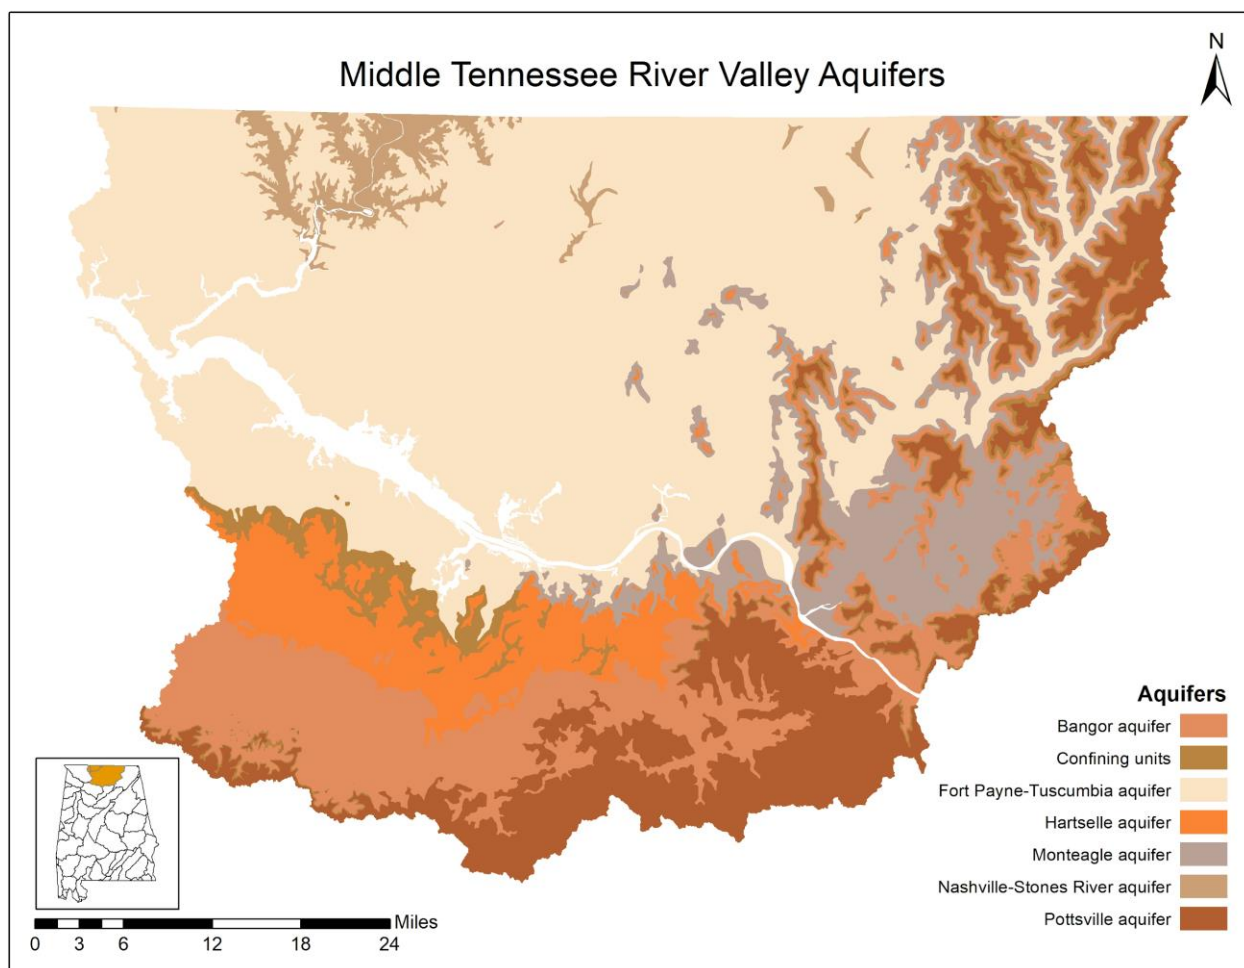 Middle Tennessee River Valley Aquifers
N
Aquifers
Bangor aquifer
Confining units
Fort Payne-Tuscumbia aquifer
Hartselle aquifer
Monteagle aquifer
Nashville-Stones River aquifer
Pottsville aquifer
Miles
0 3 6 12 18 24